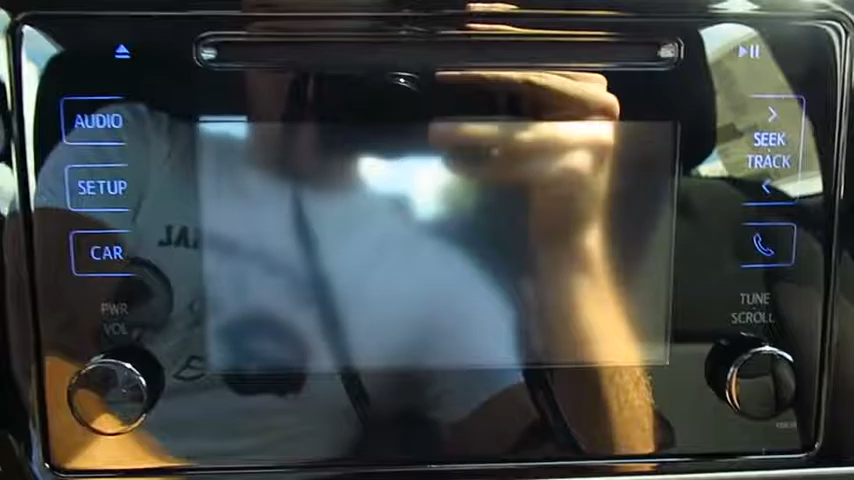 AUDIO
SETUP
CAR
PWR
VOL
SEEK
TRACK
TUNE
SCROLL